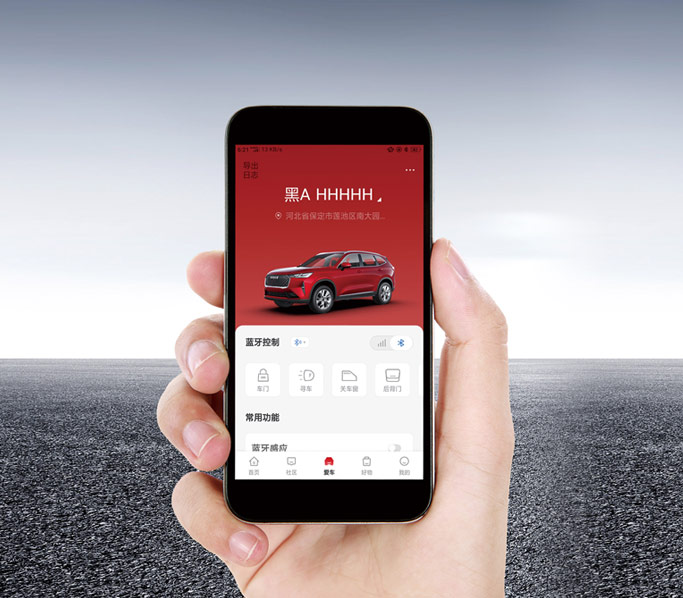 导出
日志
黑A HHHHH
河北省保定市莲池区南大园...
蓝牙控制
车门
寻车
关车窗
后背门
常用功能
蓝牙感应
首页
社区
爱车
好物
我的